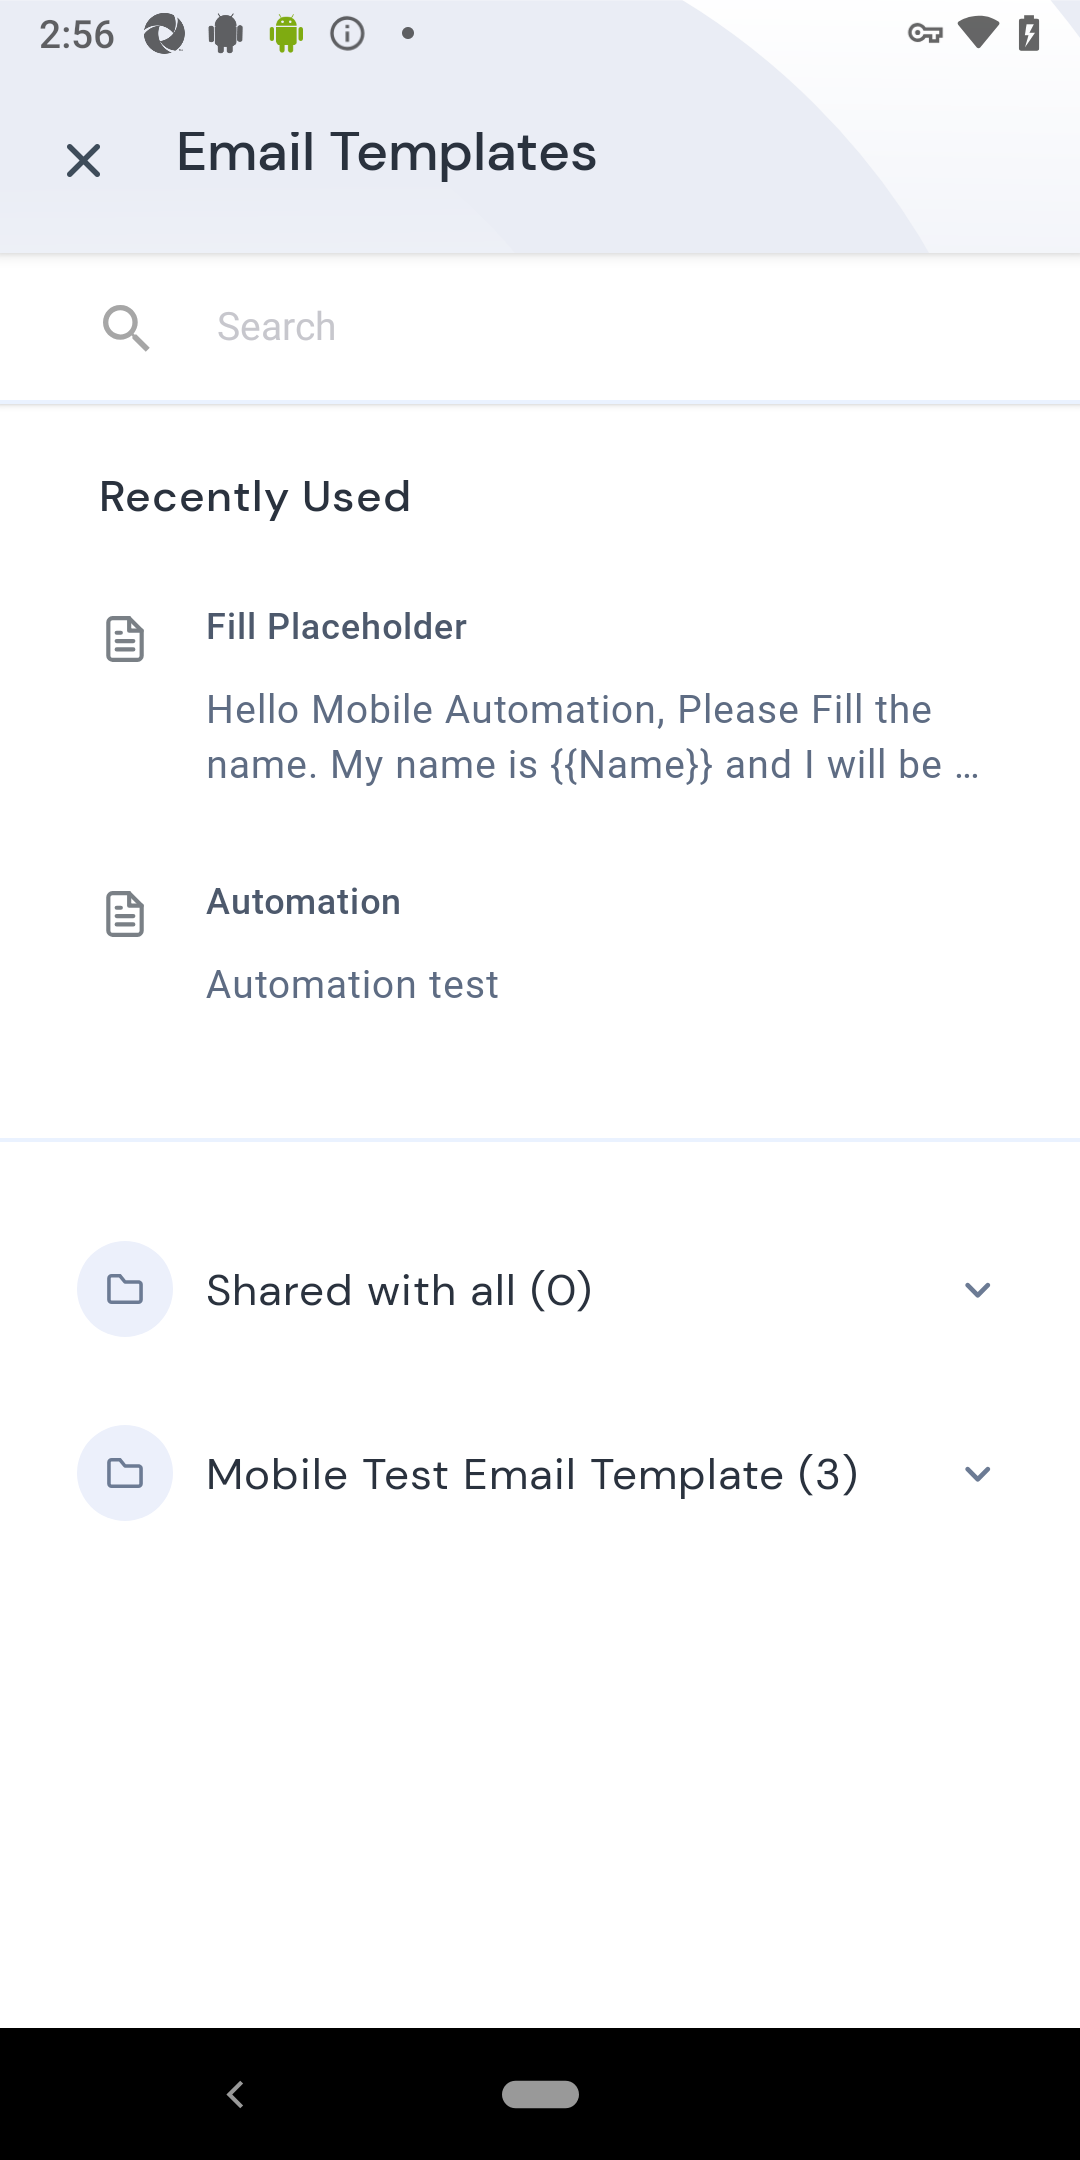 2:56
Email Templates
Search
Recently Used
Fill Placeholder
Hello Mobile Automation, Please Fill the
name. My name is {{Name}} and I will be …
Automation
Automation test
Shared with all (0)
Mobile Test Email Template (3)